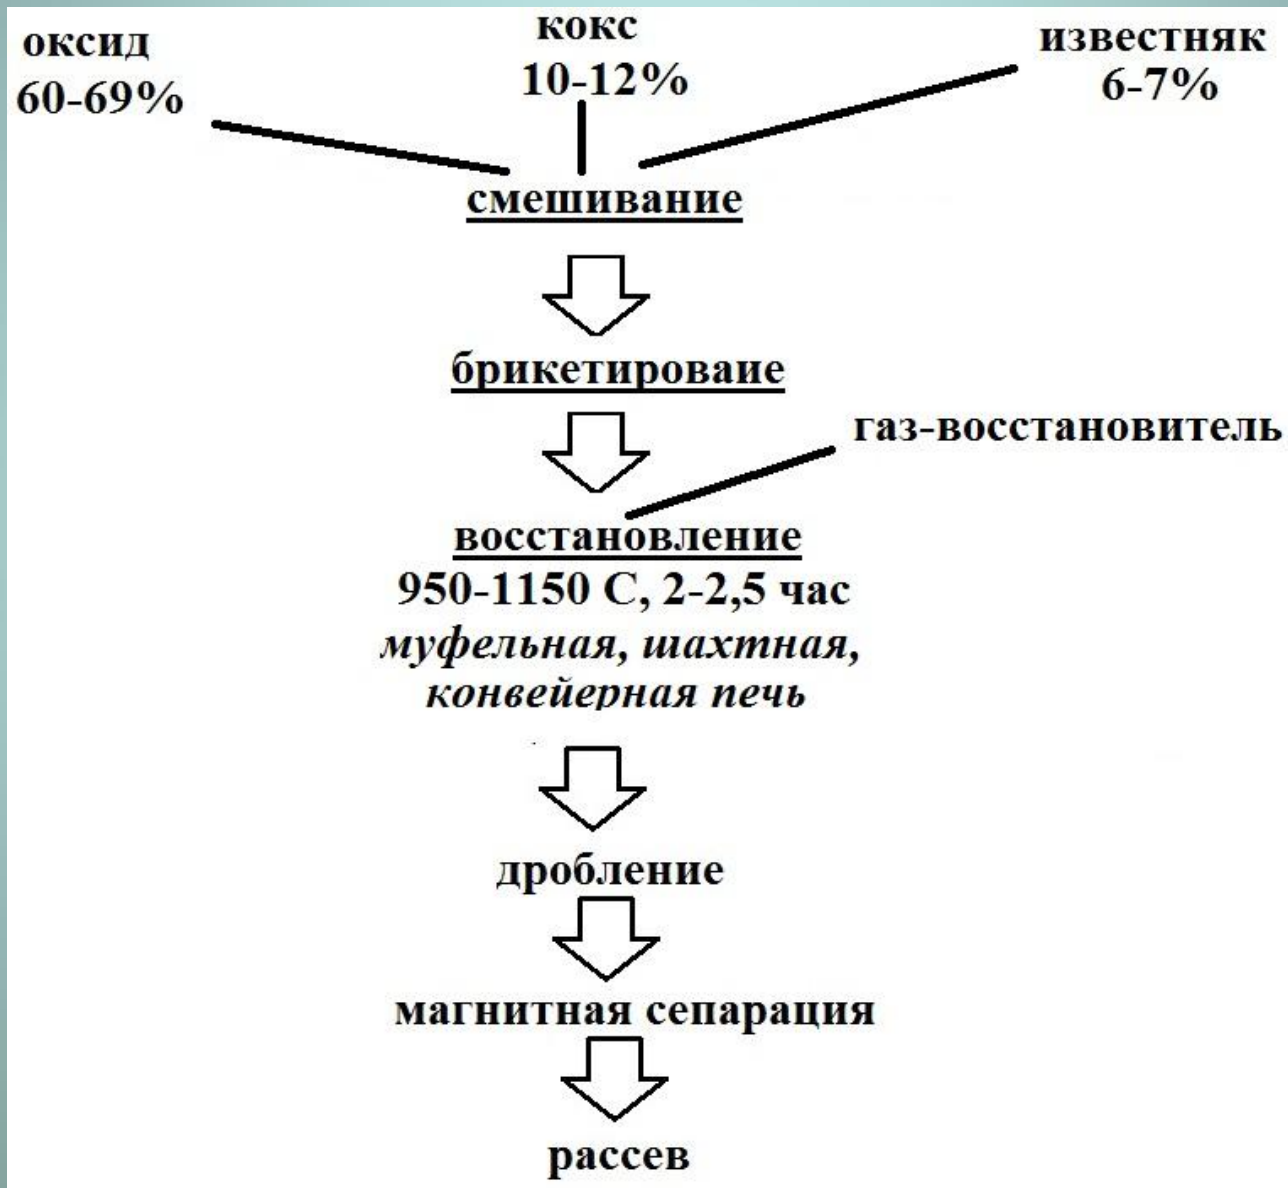 оксид
60-69%
кокс
10-12%
известняк
6-7%
смешивание
брикетироваие
газ-восстановитель
восстановление
950-1150 С, 2-2,5 час
муфельная, шахтная,
конвейерная печь
дробление
магнитная сепарация
рассев